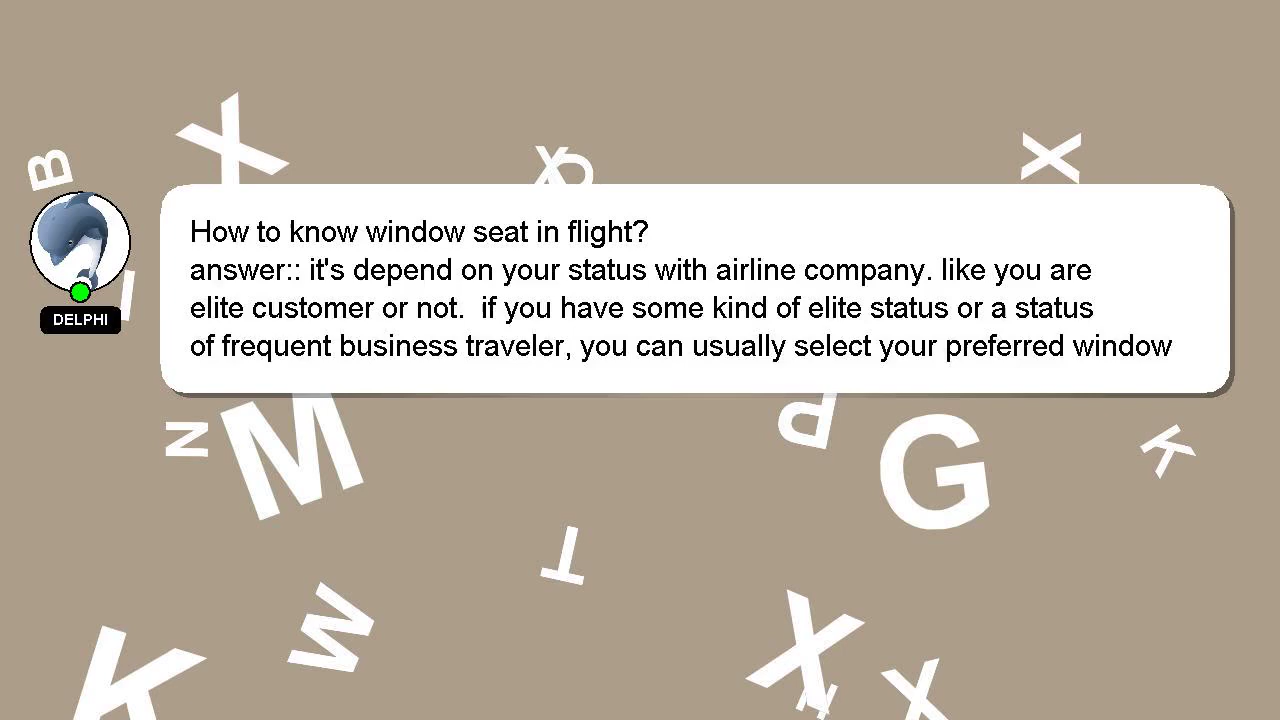 B
X
X
Q
X
How to know window seat in flight?
answer:: it's depend on your status with airline company. like you are
elite customer or not.  if you have some kind of elite status or a status
of frequent business traveler, you can usually select your preferred window
DELPHI
N
M
P
G
K
T
W
K
X
X